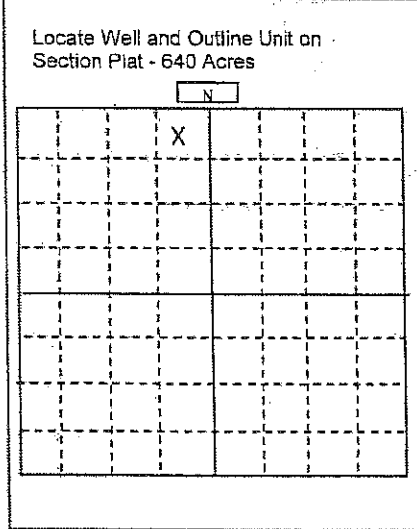 Locate Well and Outline Unit on
Section Plat - 640 Acres
N
X